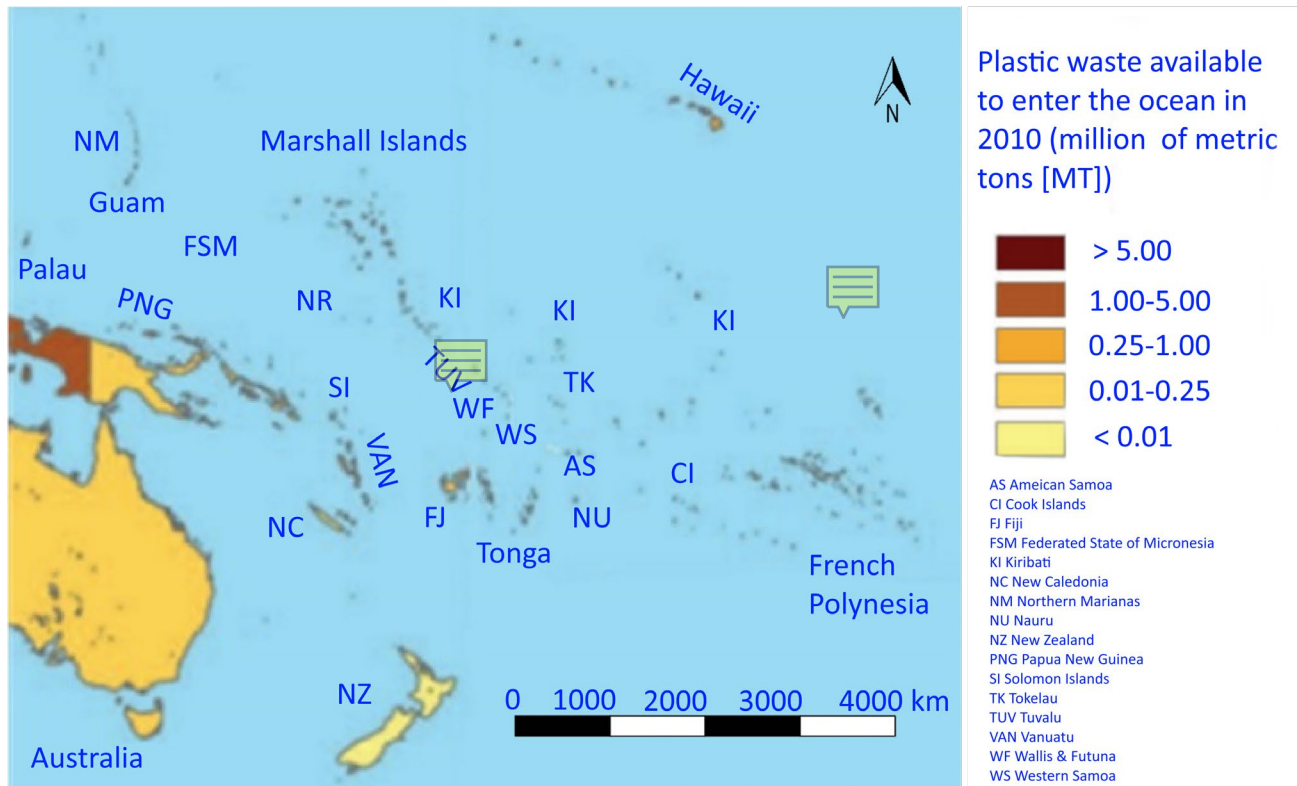 Hawaii
N
NM
Marshall Islands
Guam
FSM
Palau
PNG
NR
KI
KI
KI
TUV
SI
TK
WF
WS
VAN
AS
CI
NC
FJ
NU
Tonga
French
Polynesia
NZ
0 1000 2000 3000 4000 km
Australia
Plastic waste available
to enter the ocean in
2010 (million of metric
tons [MT])
> 5.00
1.00-5.00
0.25-1.00
0.01-0.25
< 0.01
AS Ameican Samoa
CI Cook Islands
FJ Fiji
FSM Federated State of Micronesia
KI Kiribati
NC New Caledonia
NM Northern Marianas
NU Nauru
NZ New Zealand
PNG Papua New Guinea
SI Solomon Islands
TK Tokelau
TUV Tuvalu
VAN Vanuatu
WF Wallis & Futuna
WS Western Samoa